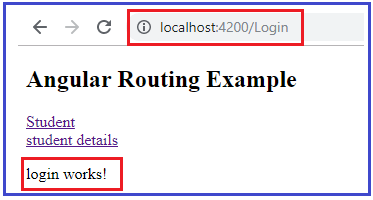 localhost:4200/Login
Angular Routing Example
Student
student details
login works!